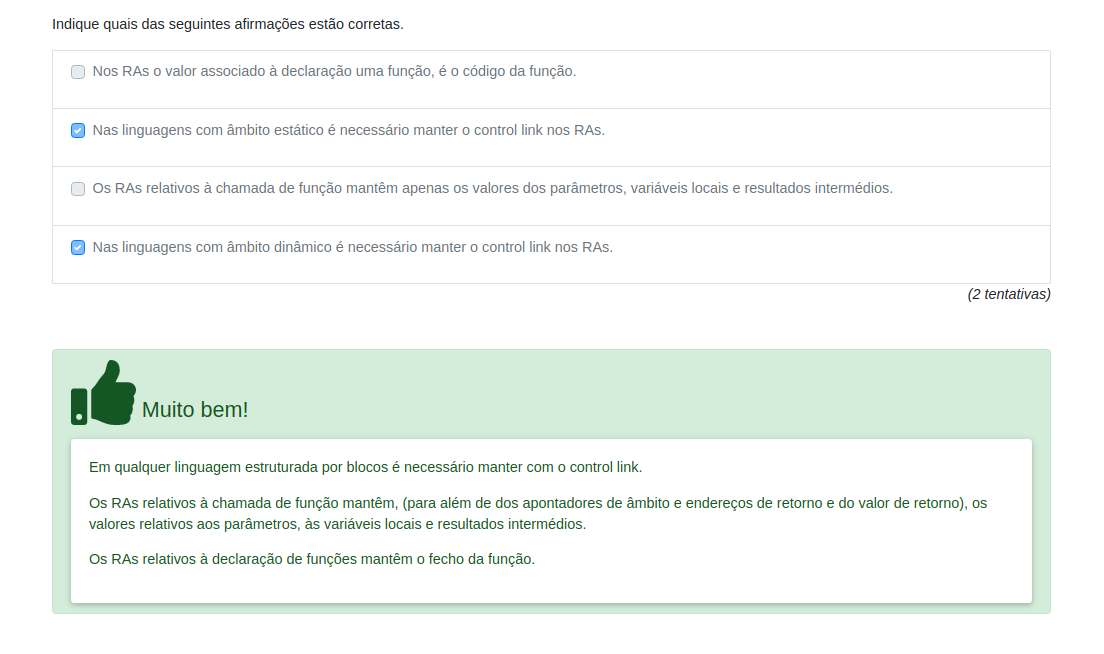 Indique quais das seguintes afirmações estão corretas.
Nos RAs o valor associado à declaração uma função, é o código da função.
Nas linguagens com âmbito estático é necessário manter o control link nos RAs.
Os RAs relativos à chamada de função mantêm apenas os valores dos parâmetros, variáveis locais e resultados intermédios.
Nas linguagens com âmbito dinâmico é necessário manter o control link nos RAs.
(2 tentativas)
Muito bem!
Em qualquer linguagem estruturada por blocos é necessário manter com o control link.
Os RAs relativos à chamada de função mantêm, (para além de dos apontadores de âmbito e endereços de retorno e do valor de retorno), os
valores relativos aos parâmetros, às variáveis locais e resultados intermédios.
Os RAs relativos à declaração de funções mantêm o fecho da função.